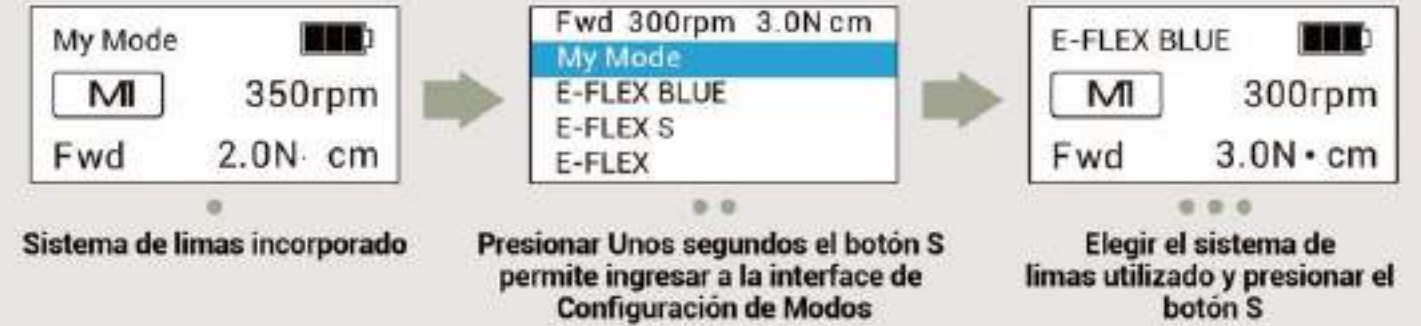 My Mode
M1 350rpm
Fwd 2.0N· cm
Sistema de limas incorporado
Fwd 300rpm 3.0N cm
My Mode
E-FLEX BLUE
E-FLEX S
E-FLEX
Presionar Unos segundos el botón S
permite ingresar a la interface de
Configuración de Modos
E-FLEX BLUE
M1 300rpm
Fwd 3.0N • cm
Elegir el sistema de
limas utilizado y presionar el
botón S